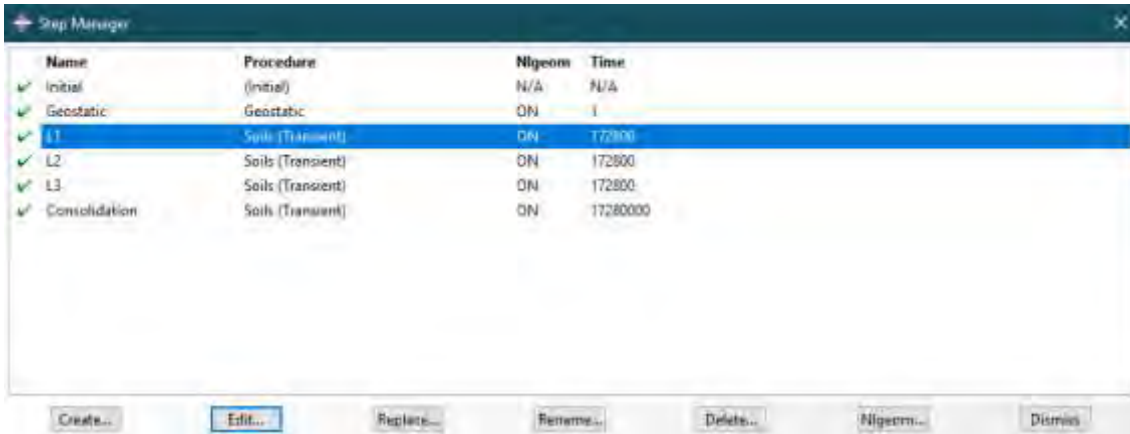 Step Manager
Name Procedure Nlgeom Time
Initial (Initial) N/A N/A
Geostatic Geostatic ON 1
L1 Soils (Transient) ON 172800
L2 Soils (Transient) ON 172800
L3 Soils (Transient) ON 172800
Consolidation Soils (Transient) ON 17280000
Create... Edit... Replace... Rename... Delete... Nlgeom... Dismiss